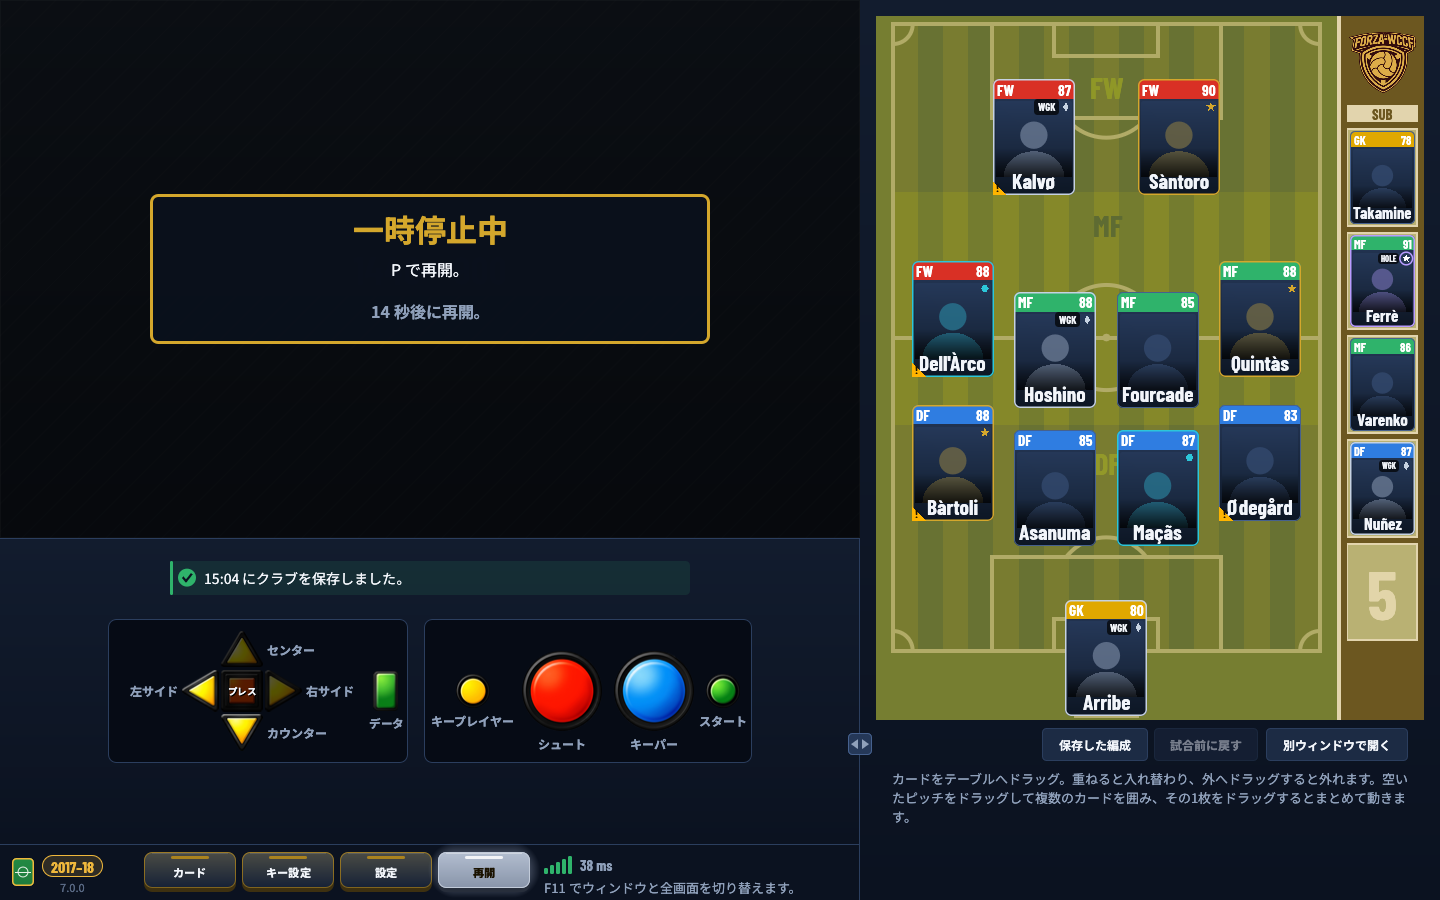 一時停止中
P で再開。
14 秒後に再開。
15:04 にクラブを保存しました。
センター
左サイド
プレス
右サイド
カウンター
データ
キープレイヤー
シュート
キーパー
スタート
2017-18
7.0.0
カード
キー設定
設定
再開
38 ms
F11 でウィンドウと全画面を切り替えます。
FW
MF
DF
FW 87
WGK
Kalvø
FW 90
Sàntoro
FW 88
Dell'Àrco
MF 88
WGK
Hoshino
MF 85
Fourcade
MF 88
Quintàs
DF 88
Bàrtoli
DF 85
Asanuma
DF 87
Maçãs
DF 83
Ødegård
GK 80
WGK
Arribe
FORZA-WCCF
SUB
GK 78
Takamine
MF 91
HOLE
Ferrè
MF 86
Varenko
DF 87
WGK
Nuñez
5
保存した編成
試合前に戻す
別ウィンドウで開く
カードをテーブルへドラッグ。重ねると入れ替わり、外へドラッグすると外れます。空い
たピッチをドラッグして複数のカードを囲み、その1枚をドラッグするとまとめて動きま
す。